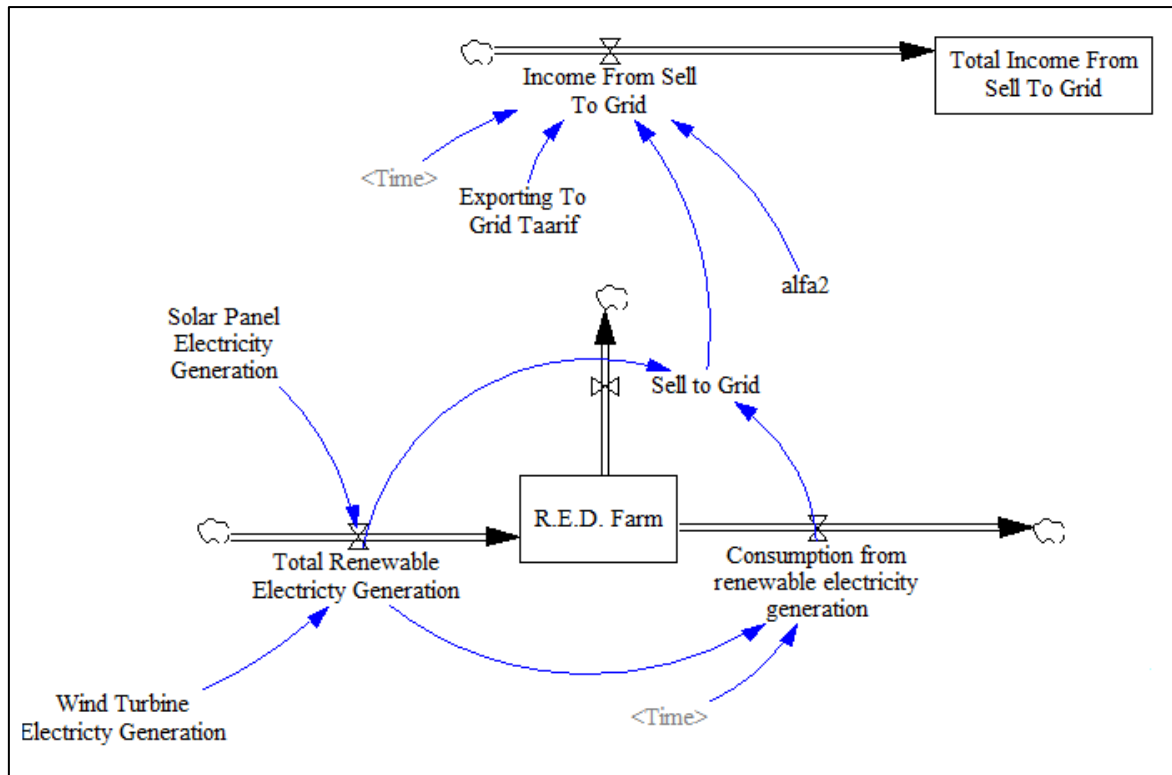 Total Income From
Sell To Grid
Income From Sell
To Grid
<Time>
Exporting To
Grid Taarif
alfa2
Solar Panel
Electricity
Generation
Sell to Grid
R.E.D. Farm
Total Renewable
Electricty Generation
Consumption from
renewable electricity
generation
Wind Turbine
Electricty Generation
<Time>